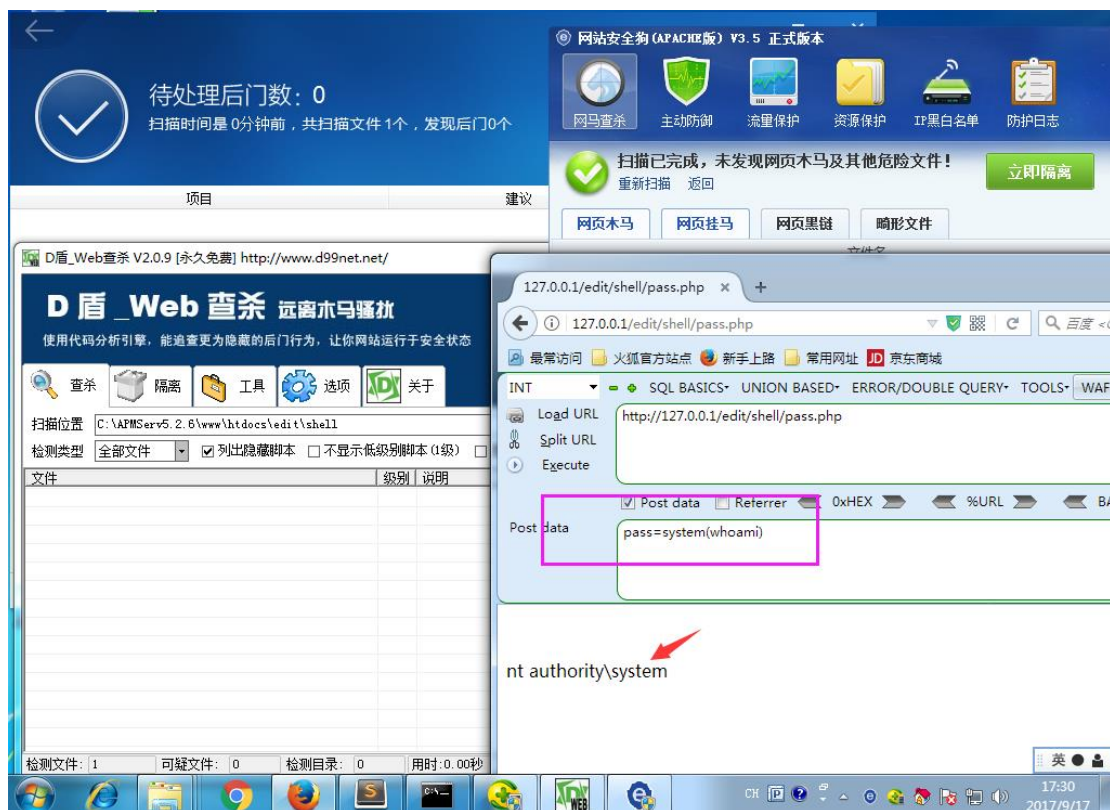 待处理后门数: 0
扫描时间是 0分钟前，共扫描文件 1个，发现后门0个
项目
建议
网站安全狗(APACHE版) V3.5 正式版本
网马查杀 主动防御 流量保护 资源保护 IP黑白名单 防护日志
扫描已完成，未发现网页木马及其他危险文件！
立即隔离
重新扫描 返回
网页木马 网页挂马 网页黑链 畸形文件
D盾_Web查杀 V2.0.9 [永久免费] http://www.d99net.net/
D 盾 _Web 查杀 远离木马骚扰
使用代码分析引擎，能追查更为隐藏的后门行为，让你网站运行于安全状态
查杀 隔离 工具 选项 关于
扫描位置 C:\APMServ5.2.6\www\htdocs\edit\shell
检测类型 全部文件 列出隐藏脚本 不显示低级别脚本(1级)
文件 级别 说明
检测文件: 1 可疑文件: 0 检测目录: 0 用时:0.00秒
127.0.0.1/edit/shell/pass.php × +
127.0.0.1/edit/shell/pass.php
百度
最常访问 火狐官方站点 新手上路 常用网址 JD 京东商城
INT SQL BASICS UNION BASED ERROR/DOUBLE QUERY TOOLS WAF
Load URL http://127.0.0.1/edit/shell/pass.php
Split URL
Execute
Post data Referrer 0xHEX %URL BA
Post data pass=system(whoami)
nt authority\system
英
CH
17:30
2017/9/17